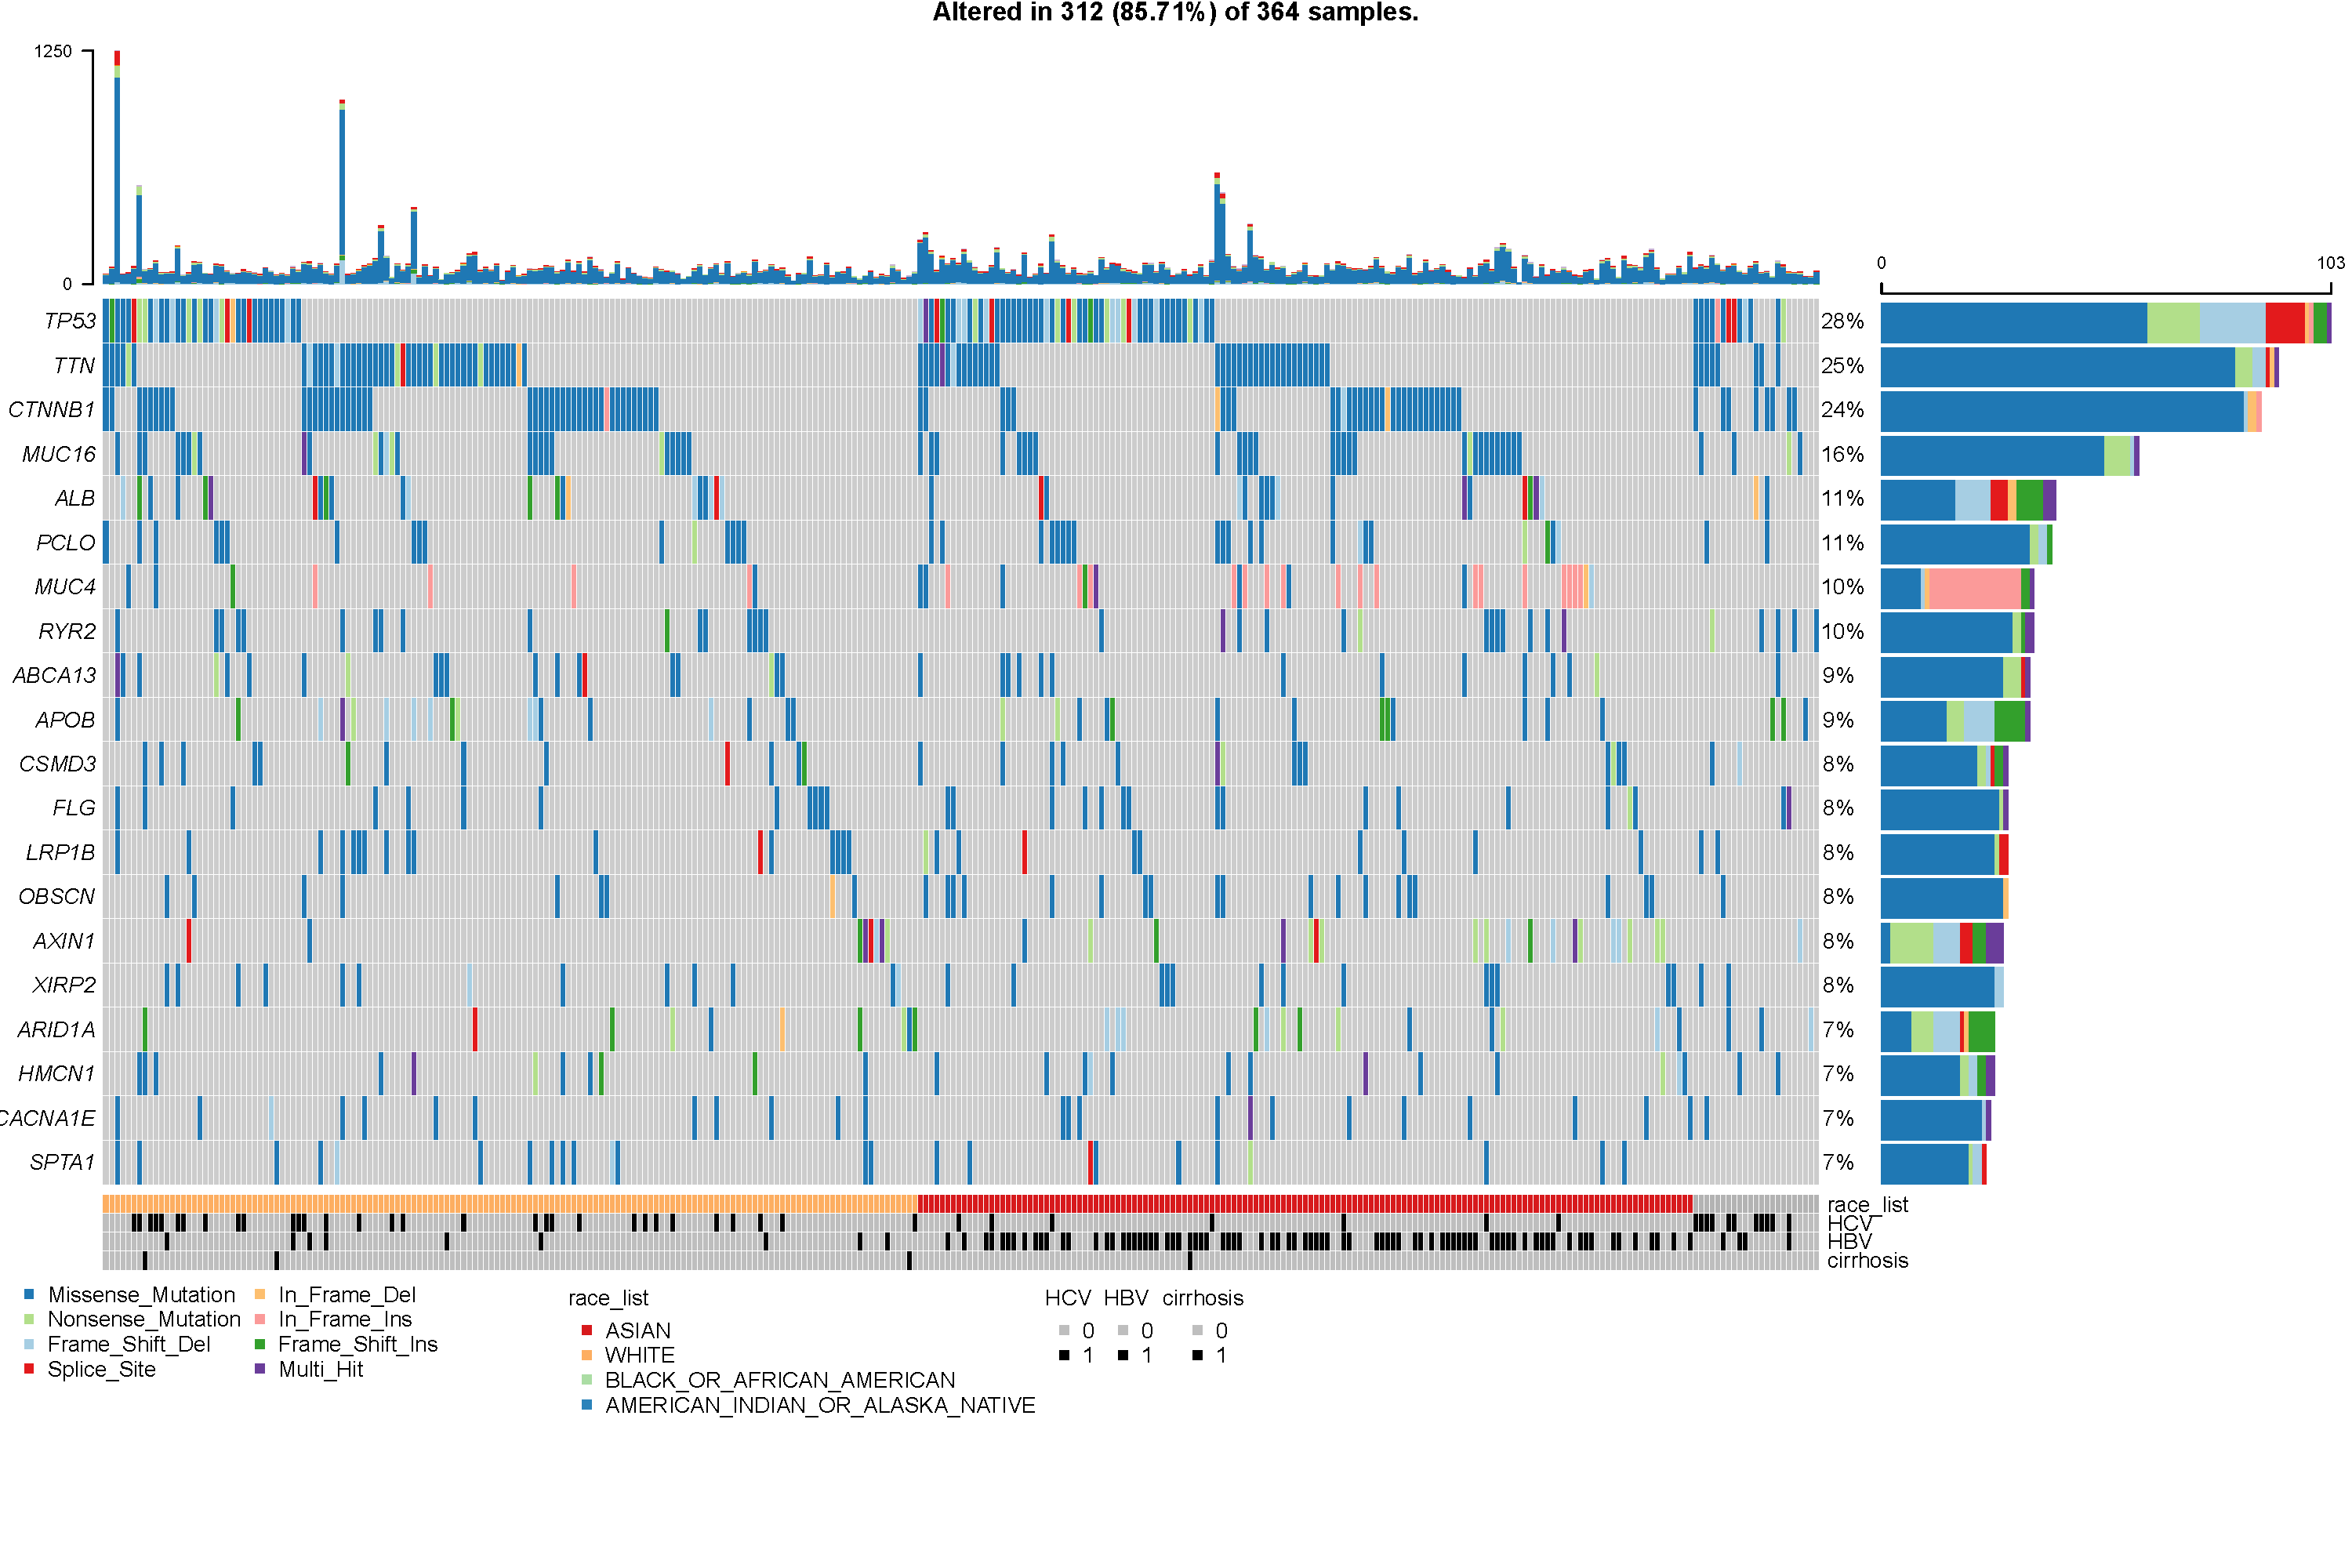 Altered in 312 (85.71%) of 364 samples.
1250
0
0 103
TP53 28%
TTN 25%
CTNNB1 24%
MUC16 16%
ALB 11%
PCLO 11%
MUC4 10%
RYR2 10%
ABCA13 9%
APOB 9%
CSMD3 8%
FLG 8%
LRP1B 8%
OBSCN 8%
AXIN1 8%
XIRP2 8%
ARID1A 7%
HMCN1 7%
CACNA1E 7%
SPTA1 7%
race_list
HCV
HBV
cirrhosis
Missense_Mutation In_Frame_Del
Nonsense_Mutation In_Frame_Ins
Frame_Shift_Del Frame_Shift_Ins
Splice_Site Multi_Hit
race_list
ASIAN
WHITE
BLACK_OR_AFRICAN_AMERICAN
AMERICAN_INDIAN_OR_ALASKA_NATIVE
HCV HBV cirrhosis
0 0 0
1 1 1